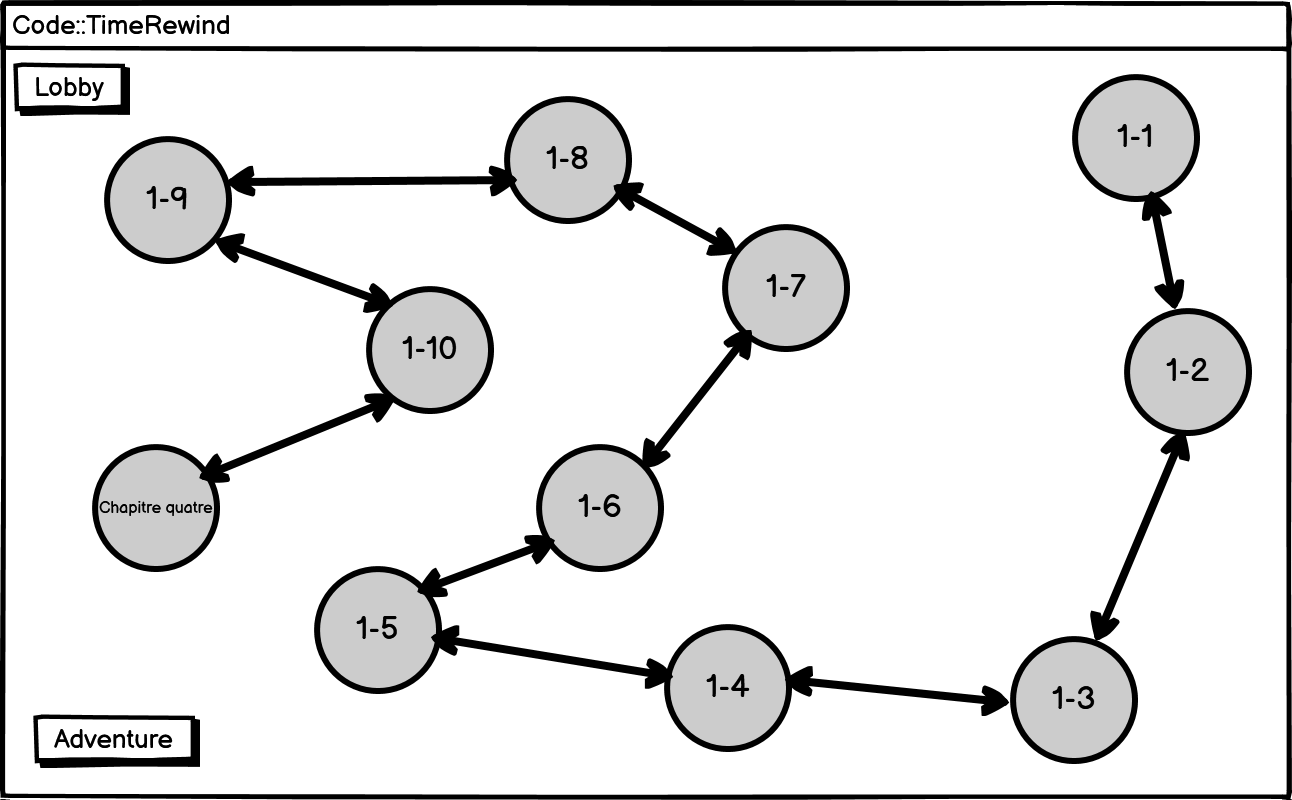 Code::TimeRewind
Lobby
1-1
1-8
1-9
1-7
1-10
1-2
1-6
Chapitre quatre
1-5
1-4
1-3
Adventure